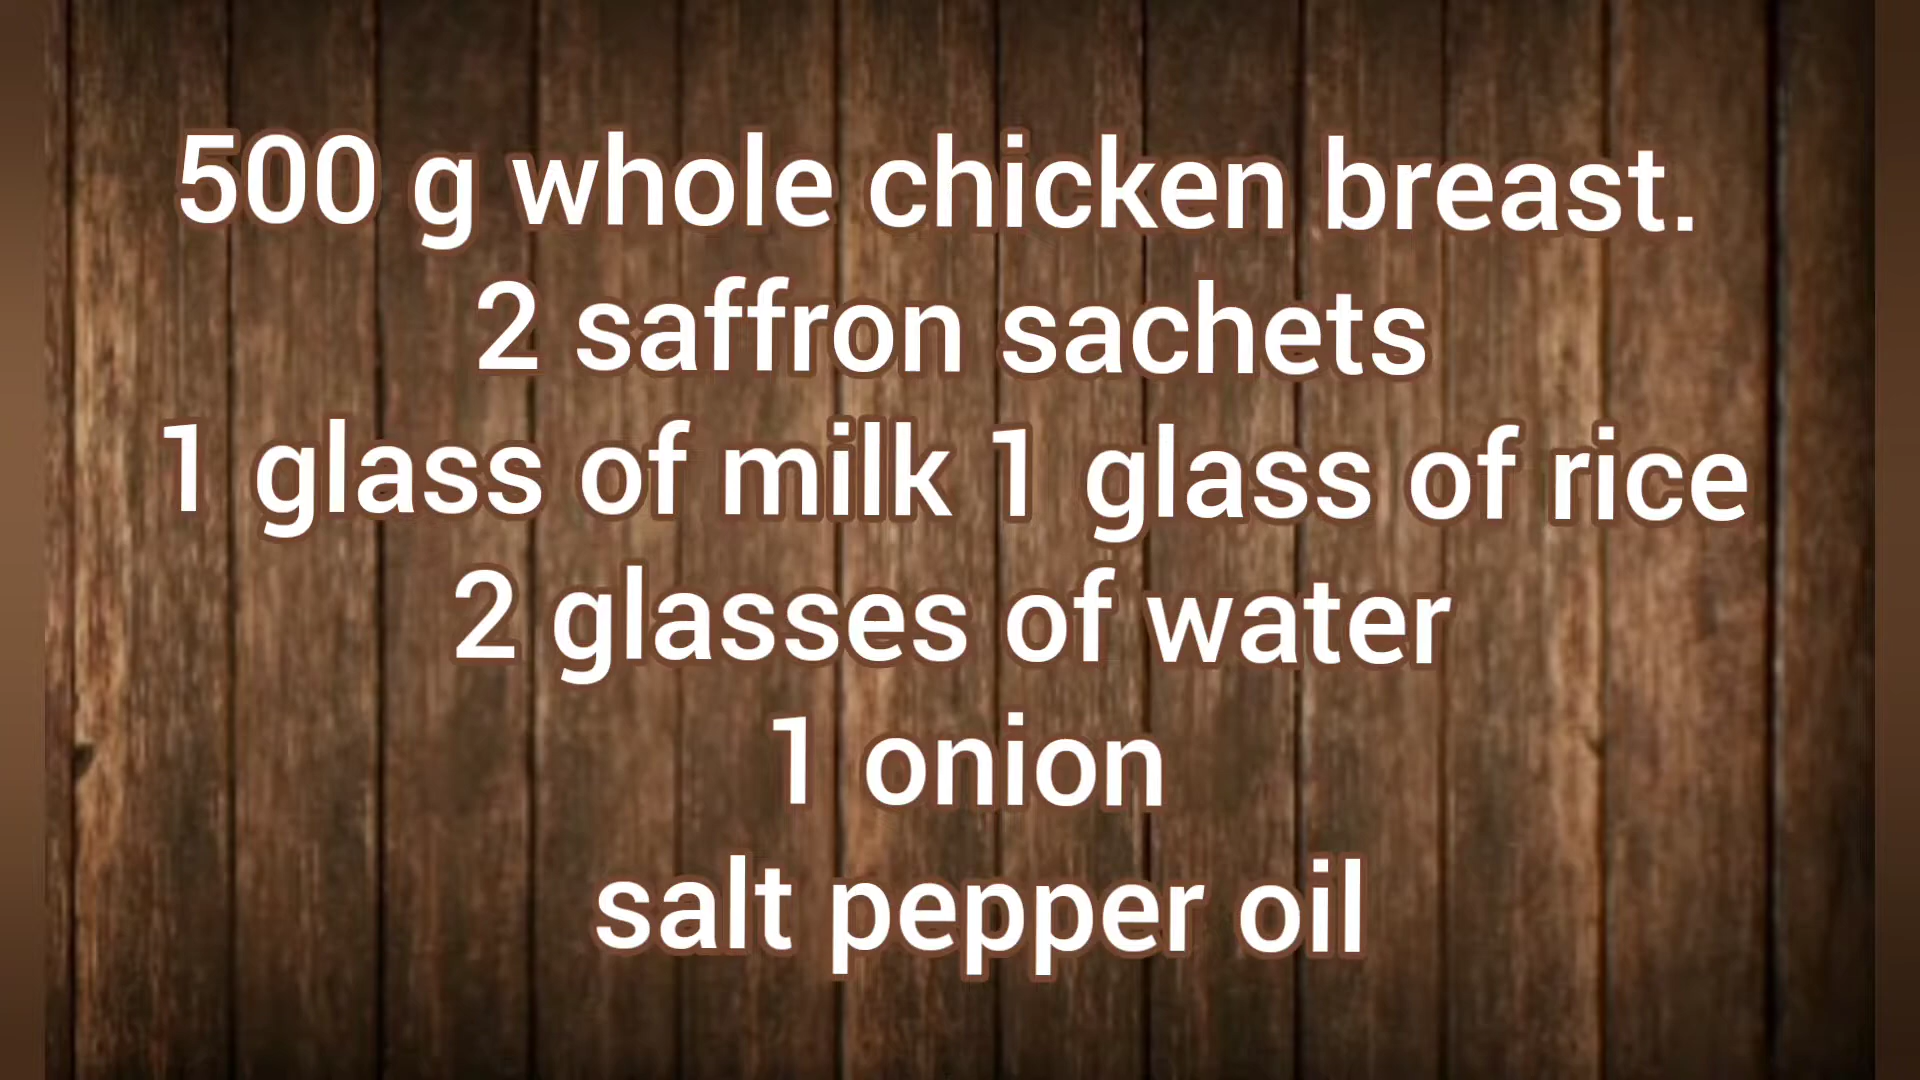 500 g whole chicken breast.
2 saffron sachets
1 glass of milk 1 glass of rice
2 glasses of water
1 onion
salt pepper oil